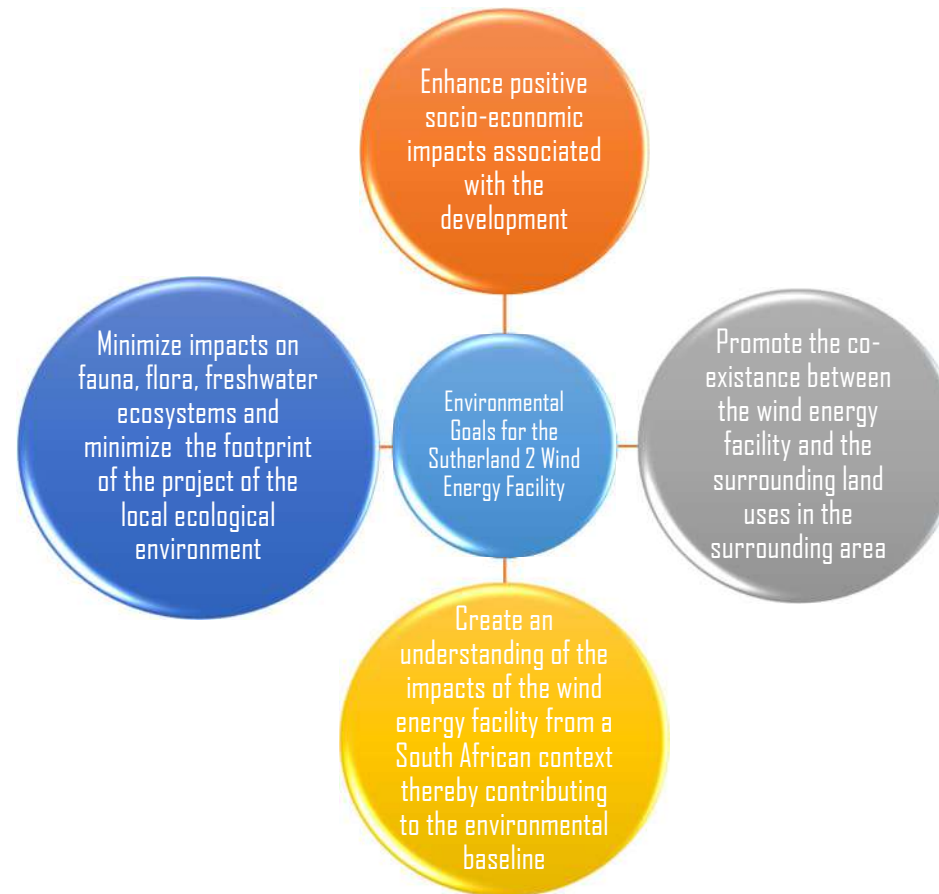 Enhance positive
socio-economic
impacts associated
with the
development
Minimize impacts on
fauna, flora, freshwater
ecosystems and
minimize the footprint
of the project of the
local ecological
environment
Environmental
Goals for the
Sutherland 2 Wind
Energy Facility
Promote the co-
existance between
the wind energy
facility and the
surrounding land
uses in the
surrounding area
Create an
understanding of the
impacts of the wind
energy facility from a
South African context
thereby contributing
to the environmental
baseline